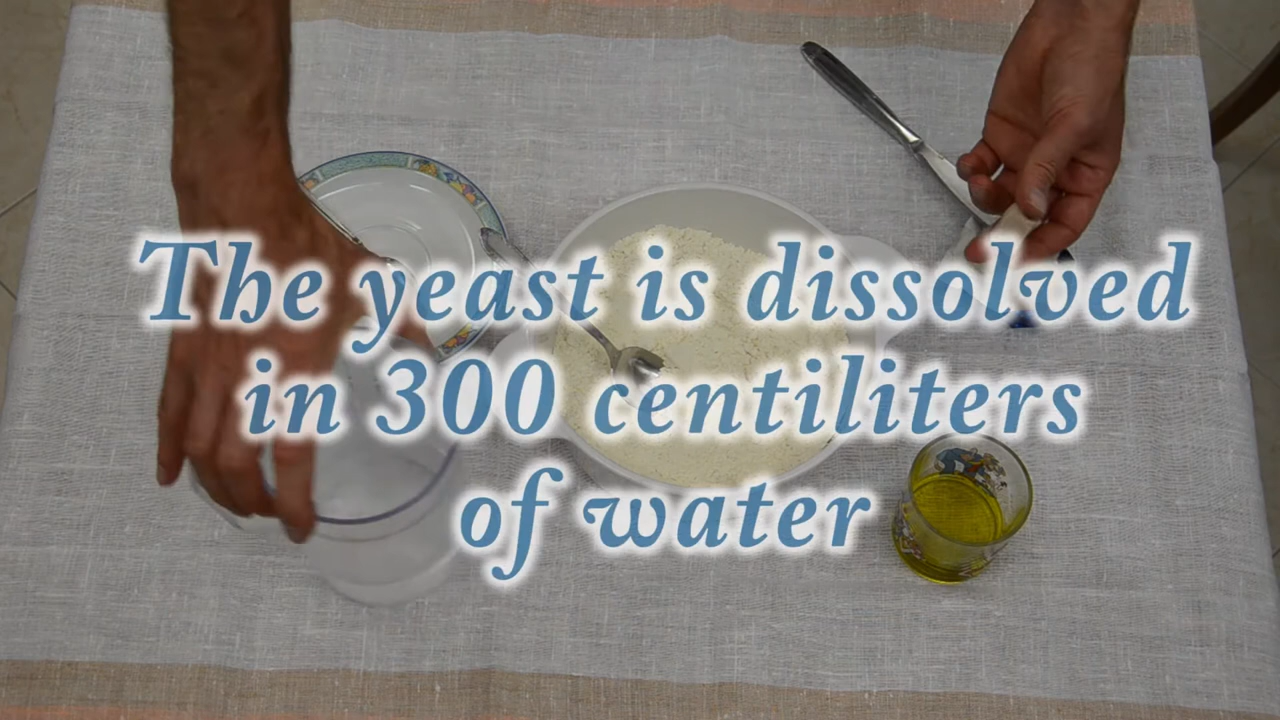 The yeast is dissolved
in 300 centiliters
of water